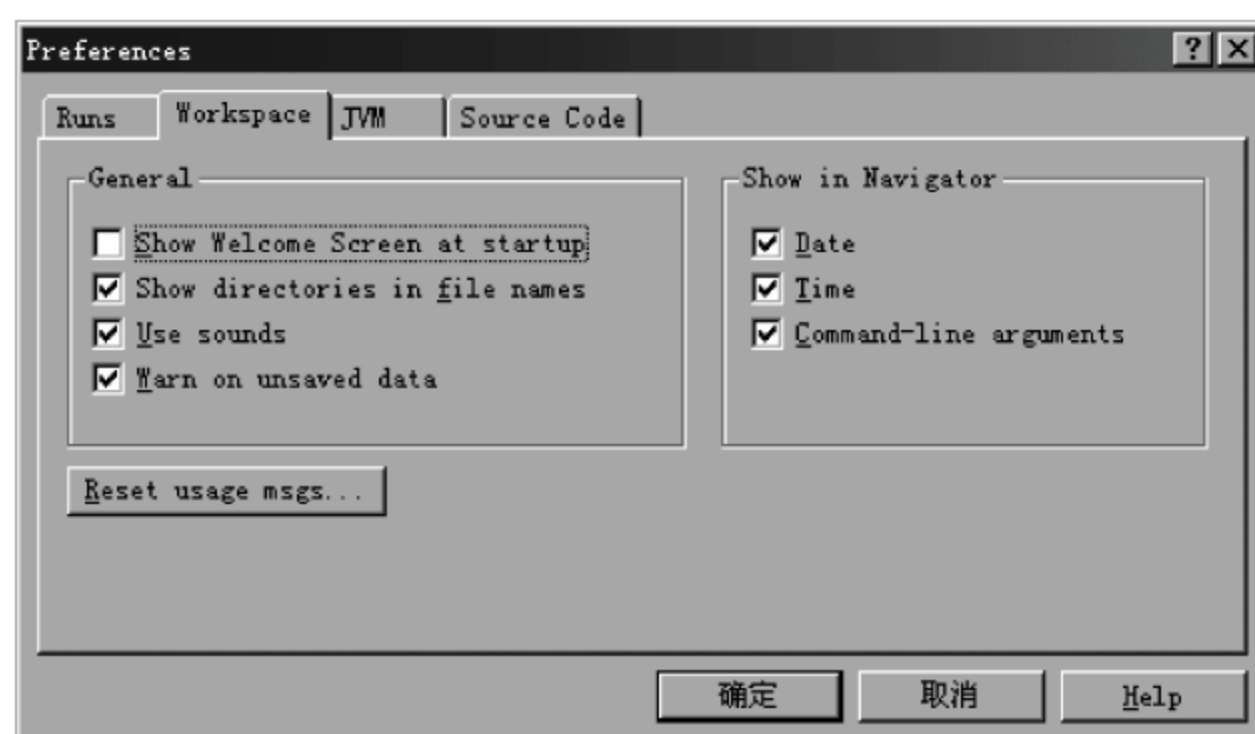 Preferences
Runs Workspace JVM Source Code
General
Show Welcome Screen at startup
Show directories in file names
Use sounds
Warn on unsaved data
Show in Navigator
Date
Time
Command-line arguments
Reset usage msgs...
确定 取消 Help